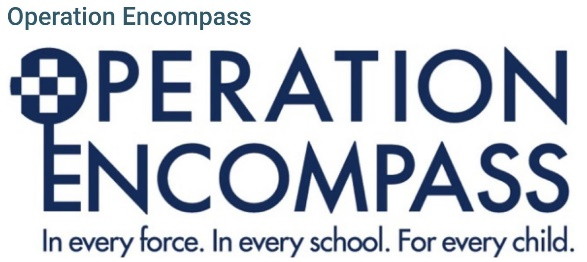 Operation Encompass
OPERATION
ENCOMPASS
In every force. In every school. For every child.